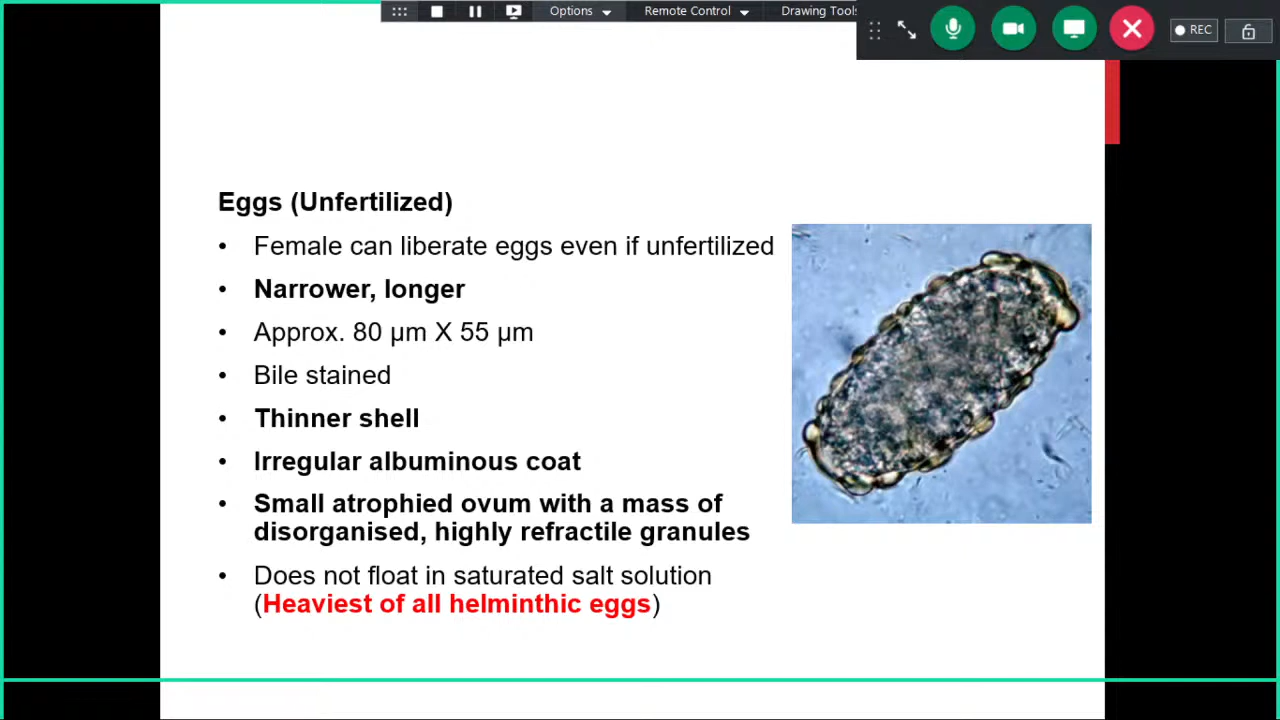 Options
Remote Control
Drawing Tools
REC
Eggs (Unfertilized)
• Female can liberate eggs even if unfertilized
• Narrower, longer
• Approx. 80 µm X 55 µm
• Bile stained
• Thinner shell
• Irregular albuminous coat
• Small atrophied ovum with a mass of
disorganised, highly refractile granules
• Does not float in saturated salt solution
(Heaviest of all helminthic eggs)